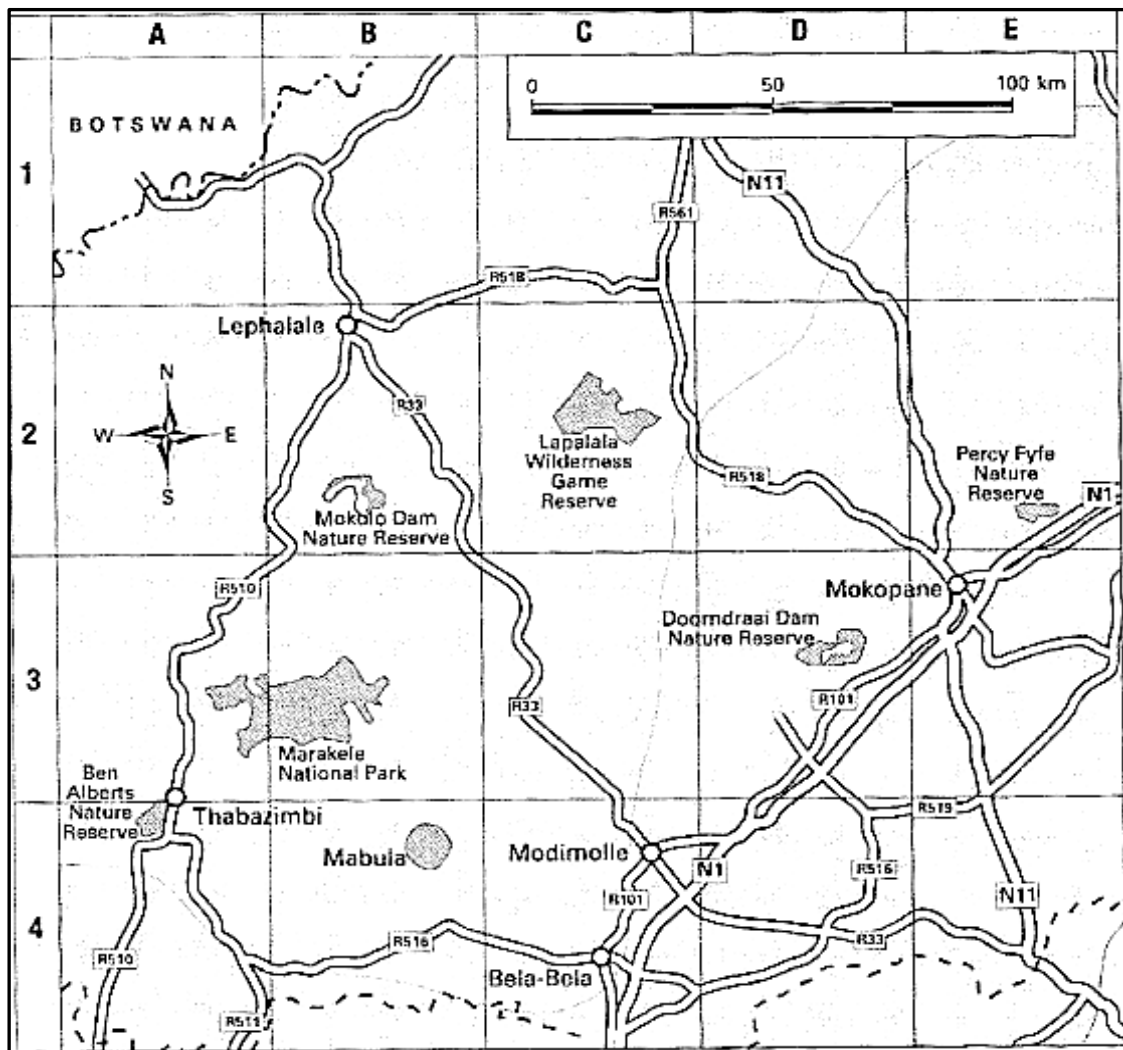 A B C D E
0 50 100 km
BOTSWANA
1
N11
R561
R518
Lephalale
R33
N
W E
S
2
Lapalala
Wilderness
Game
Reserve
R518
Percy Fyfe
Nature
Reserve
N1
Mokolo Dam
Nature Reserve
R510
Mokopane
Doorndraai Dam
Nature Reserve
3
R33
R101
Marakele
National Park
Ben
Alberts
Nature
Reserve
Thabazimbi
R519
Mabula
Modimolle
N1
R516
R101
N11
4
R516
R33
R510
Bela-Bela
R511